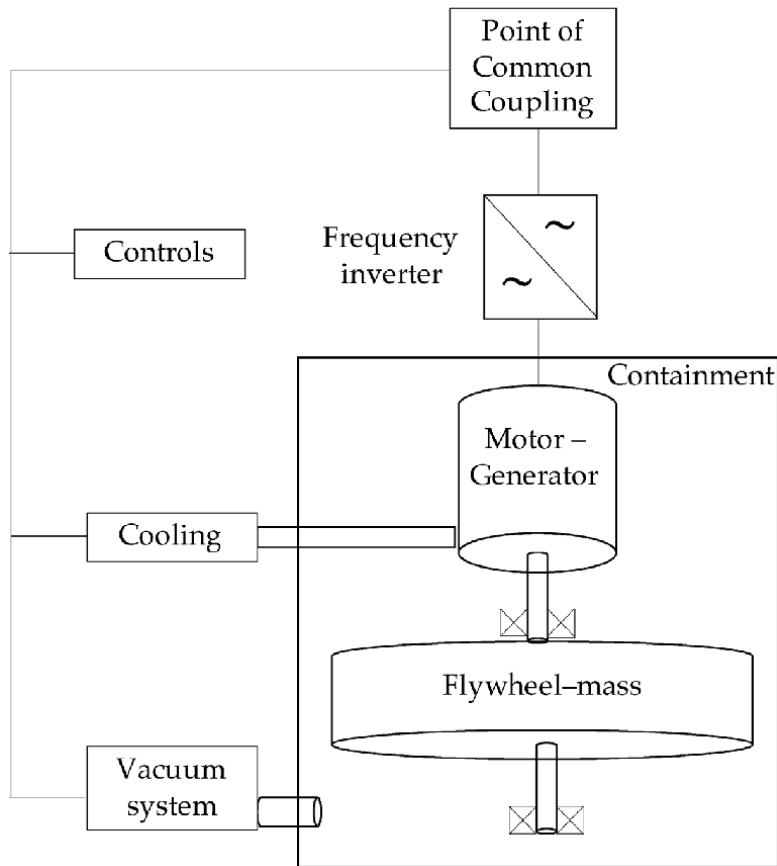 Point of
Common
Coupling
Controls
Frequency
inverter
~
~
Containment
Motor –
Generator
Cooling
Flywheel–mass
Vacuum
system